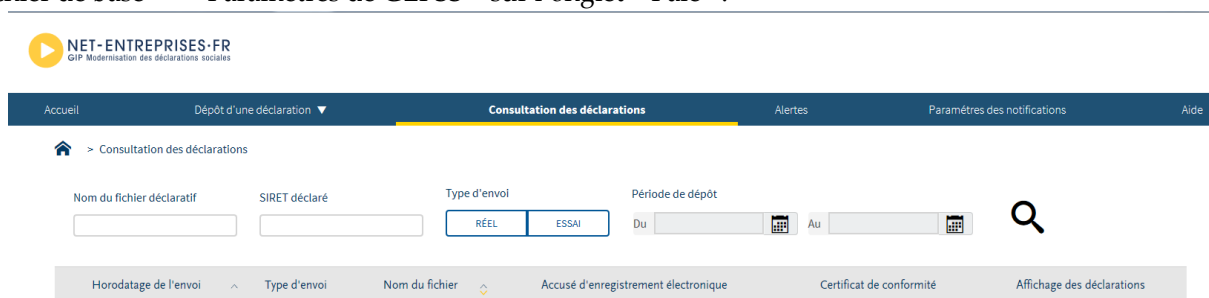 NET-ENTREPRISES·FR
GIP Modernisation des déclarations sociales
Accueil Dépôt d'une déclaration ▼ Consultation des déclarations Alertes Paramétres des notifications Aide
> Consultation des déclarations
Nom du fichier déclaratif SIRET déclaré Type d'envoi Période de dépôt
RÉEL ESSAI Du Au
Horodatage de l'envoi Type d'envoi Nom du fichier Accusé d'enregistrement électronique Certificat de conformité Affichage des déclarations